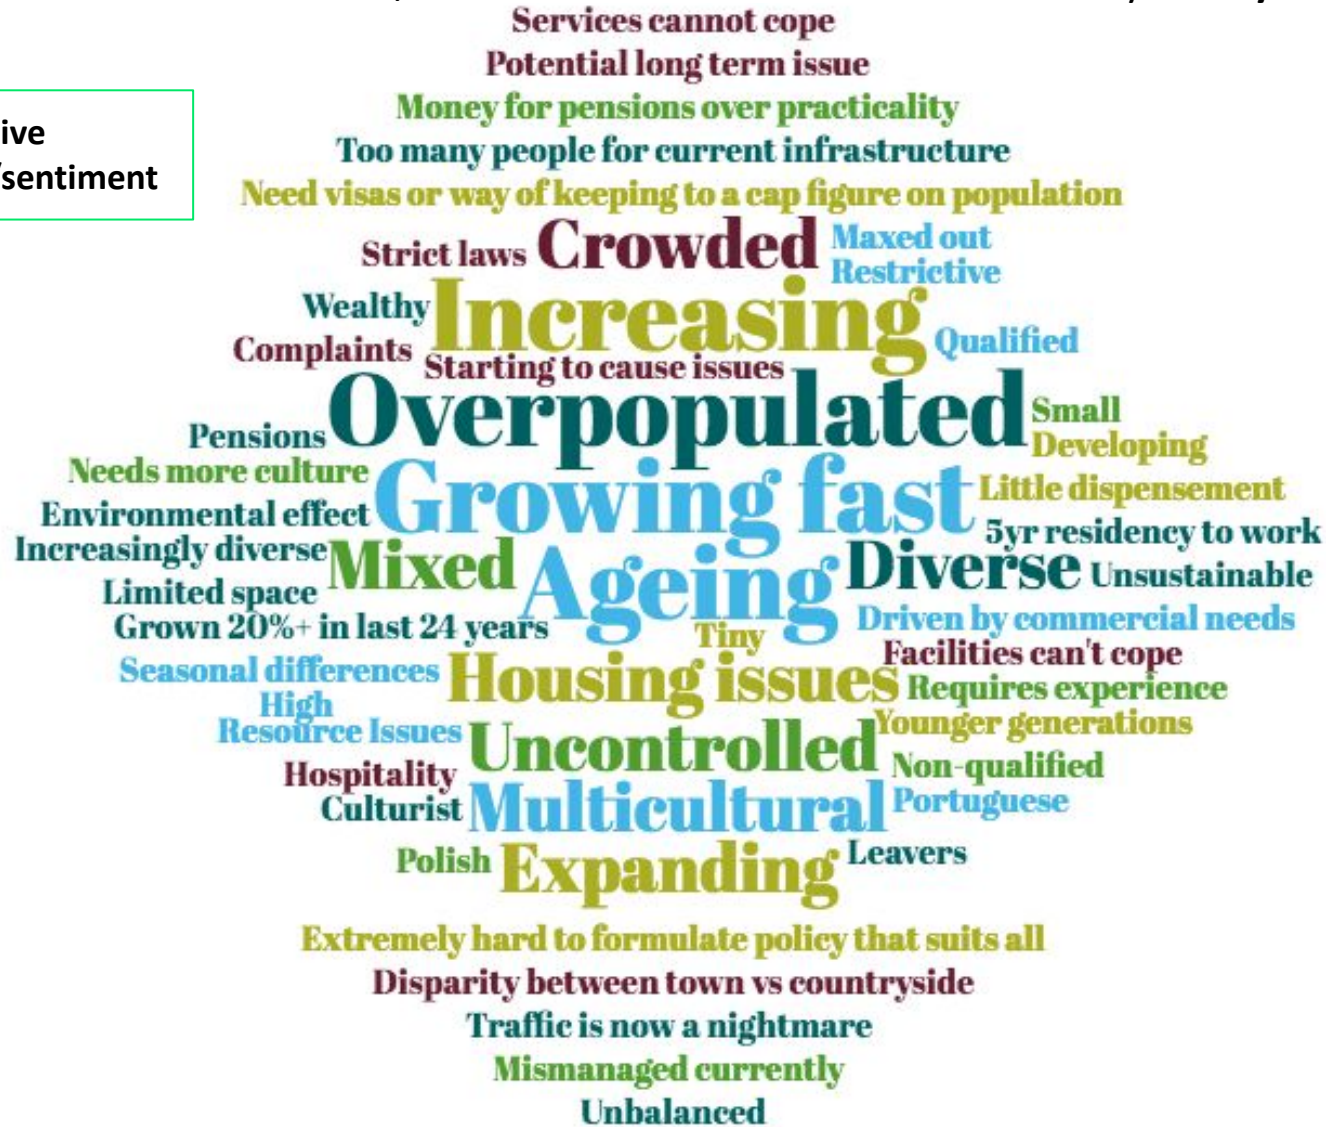 Services cannot cope
Potential long term issue
Money for pensions over practicality
ive
/sentiment
Too many people for current infrastructure
Need visas or way of keeping to a cap figure on population
Strict laws
Crowded
Maxed out
Restrictive
Wealthy
Increasing
Qualified
Complaints
Starting to cause issues
Overpopulated
Small
Pensions
Developing
Needs more culture
Growing fast
Little dispensement
Environmental effect
5yr residency to work
Increasingly diverse
Mixed
Ageing
Diverse
Unsustainable
Limited space
Driven by commercial needs
Grown 20%+ in last 24 years
Tiny
Facilities can't cope
Seasonal differences
Housing issues
Requires experience
High
Younger generations
Resource Issues
Uncontrolled
Non-qualified
Hospitality
Culturist
Multicultural
Portuguese
Polish
Expanding
Leavers
Extremely hard to formulate policy that suits all
Disparity between town vs countryside
Traffic is now a nightmare
Mismanaged currently
Unbalanced